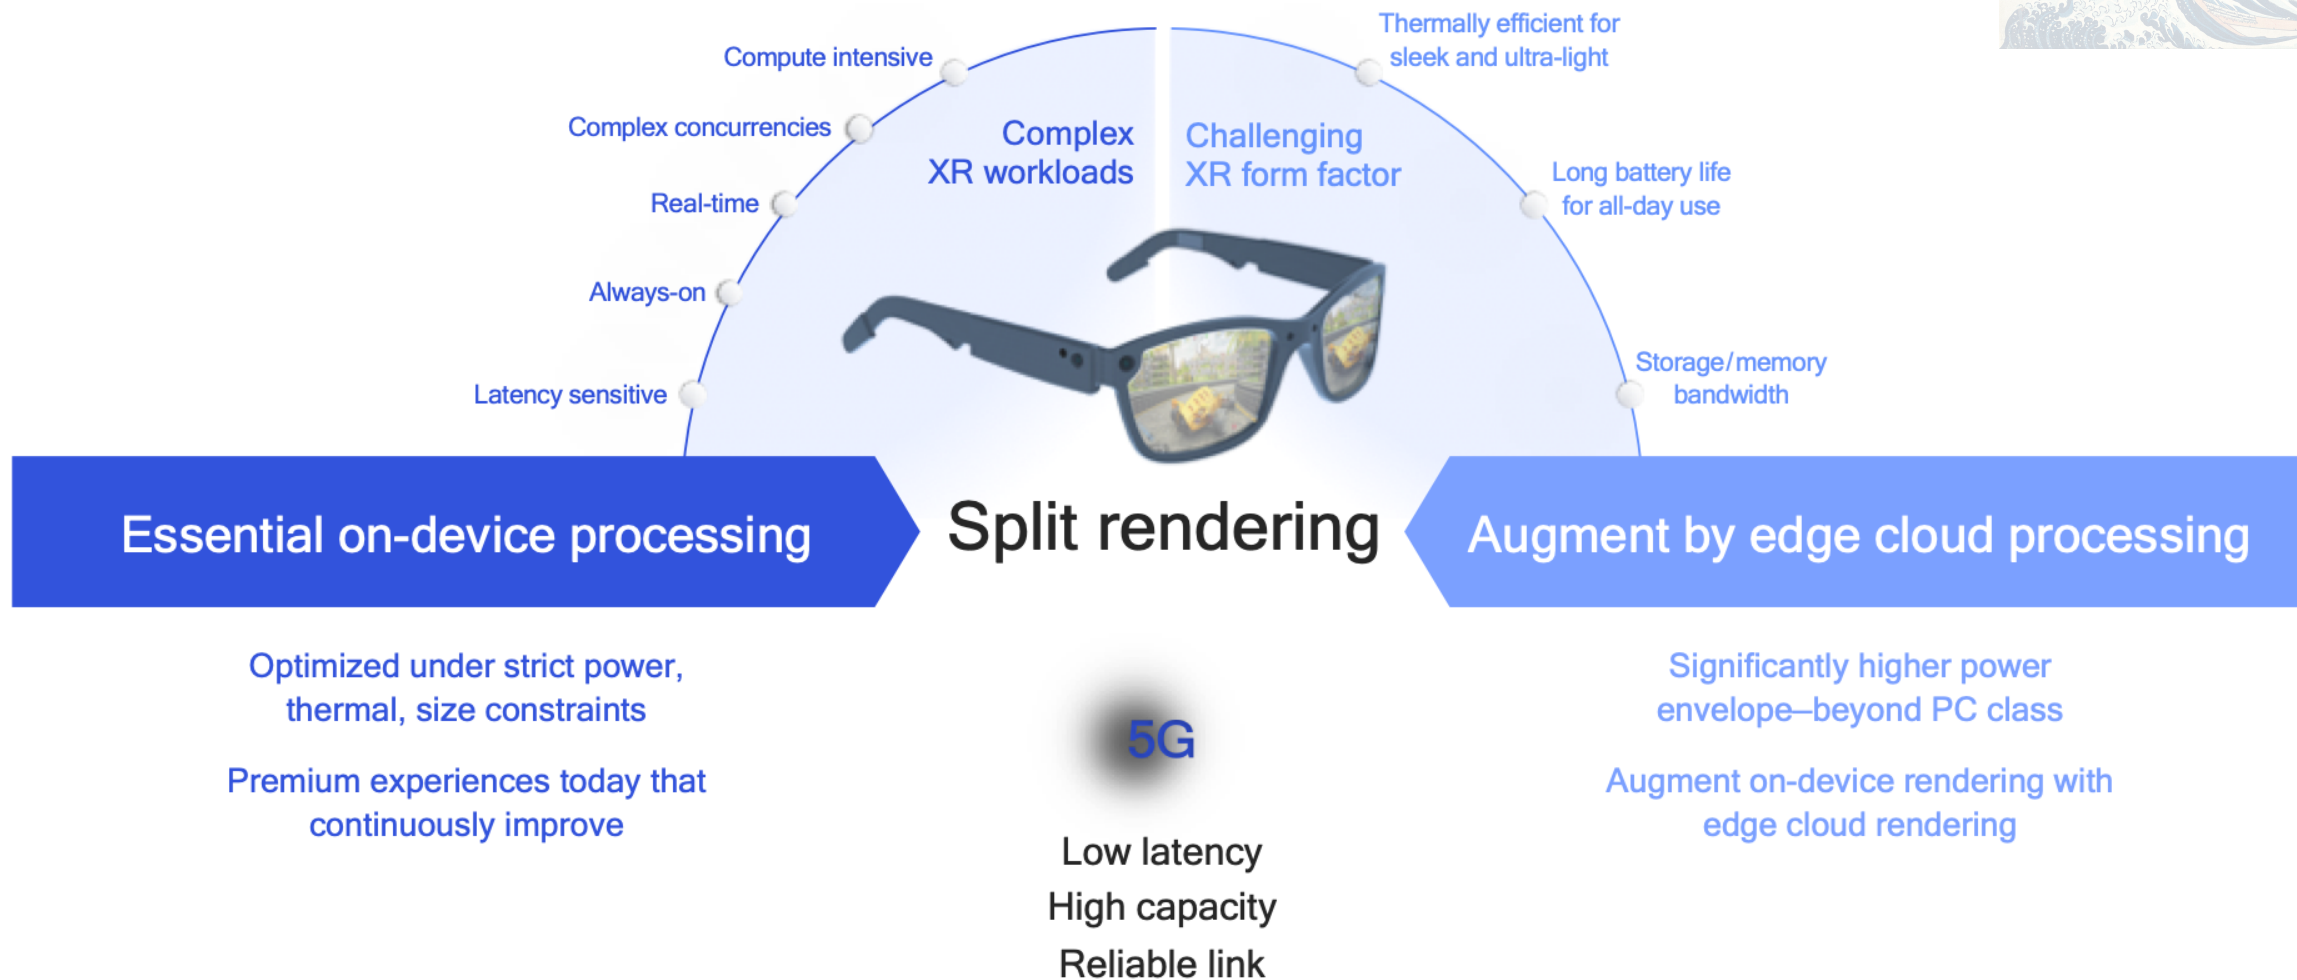 Compute intensive
Complex concurrencies
Real-time
Always-on
Latency sensitive
Complex
XR workloads
Challenging
XR form factor
Thermally efficient for
sleek and ultra-light
Long battery life
for all-day use
Storage/memory
bandwidth
Essential on-device processing
Split rendering
Augment by edge cloud processing
Optimized under strict power,
thermal, size constraints
Premium experiences today that
continuously improve
5G
Low latency
High capacity
Reliable link
Significantly higher power
envelope–beyond PC class
Augment on-device rendering with
edge cloud rendering